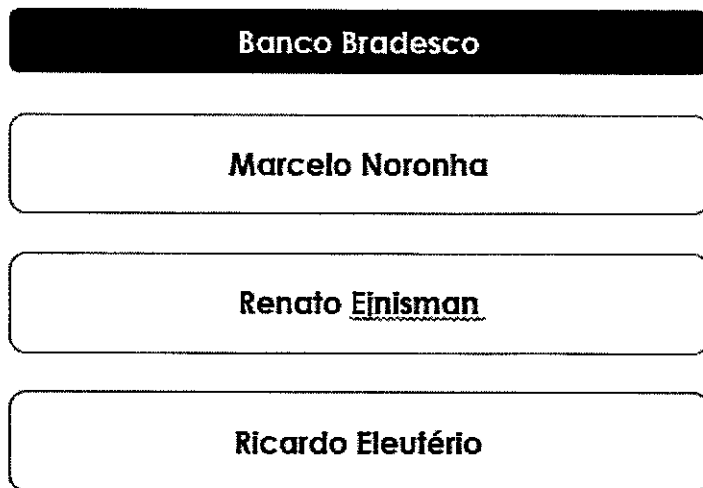 Banco Bradesco
Marcelo Noronha
Renato Ejnisman
Ricardo Eleutério